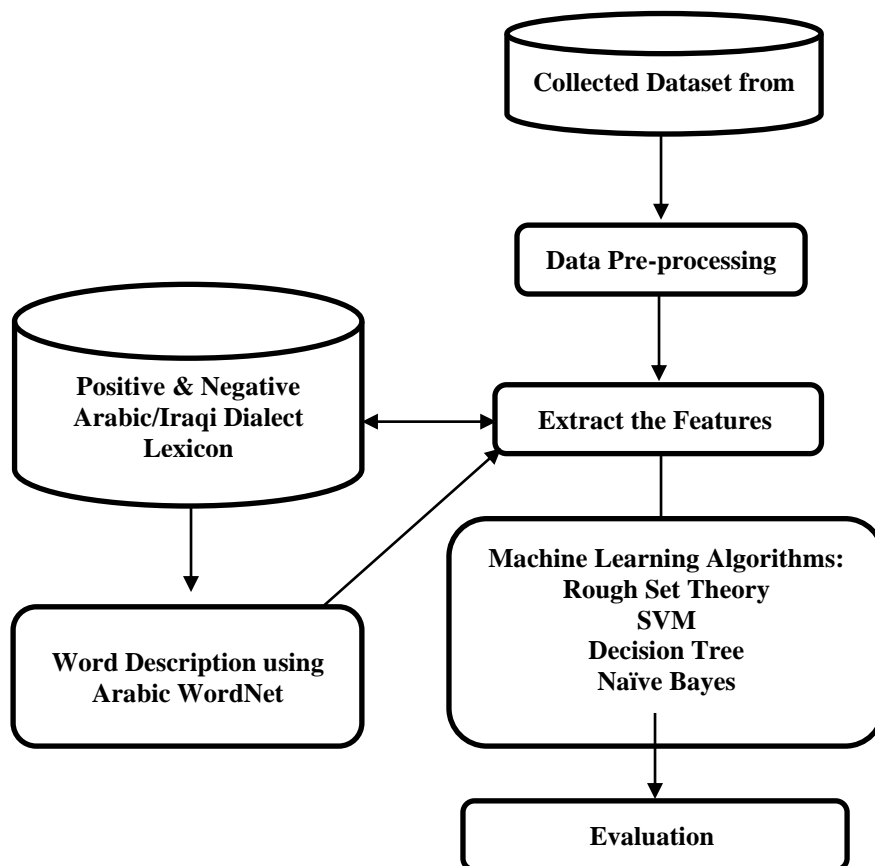 Collected Dataset from
Data Pre-processing
Positive & Negative
Arabic/Iraqi Dialect
Lexicon
Extract the Features
Machine Learning Algorithms:
Rough Set Theory
SVM
Decision Tree
Naïve Bayes
Word Description using
Arabic WordNet
Evaluation